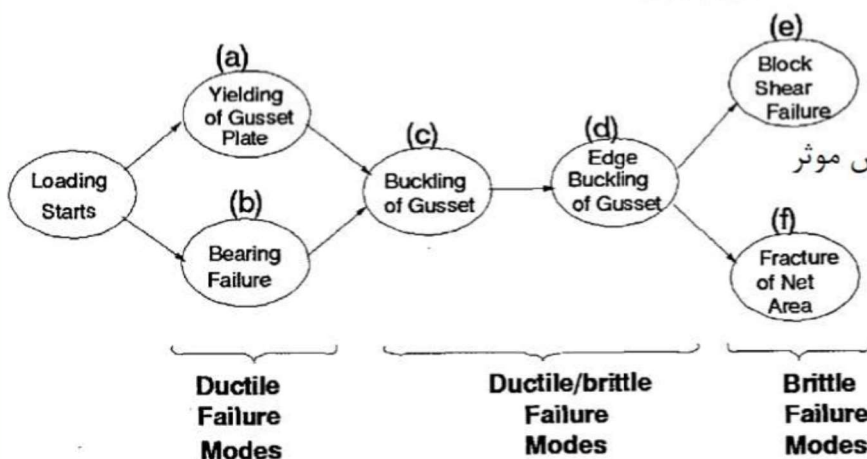 (a)
Yielding
of Gusset
Plate
(e)
Block
Shear
Failure
(c)
Buckling
of Gusset
(d)
Edge
Buckling
of Gusset
موثر
Loading
Starts
(b)
Bearing
Failure
(f)
Fracture
of Net
Area
Ductile
Failure
Modes
Ductile/brittle
Failure
Modes
Brittle
Failure
Modes